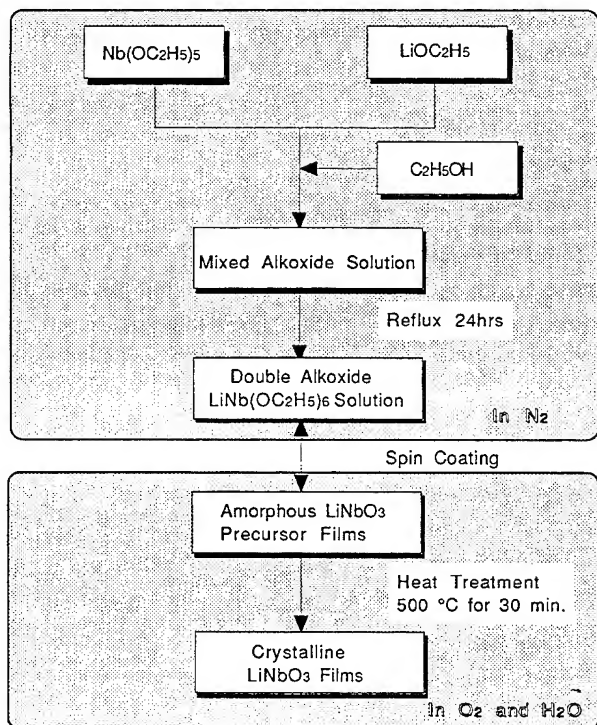 Nb(OC2H5)5
LiOC2H5
C2H5OH
Mixed Alkoxide Solution
Reflux 24hrs
Double Alkoxide
LiNb(OC2H5)6 Solution
In N2
Spin Coating
Amorphous LiNbO3
Precursor Films
Heat Treatment
500 °C for 30 min.
Crystalline
LiNbO3 Films
In O2 and H2O